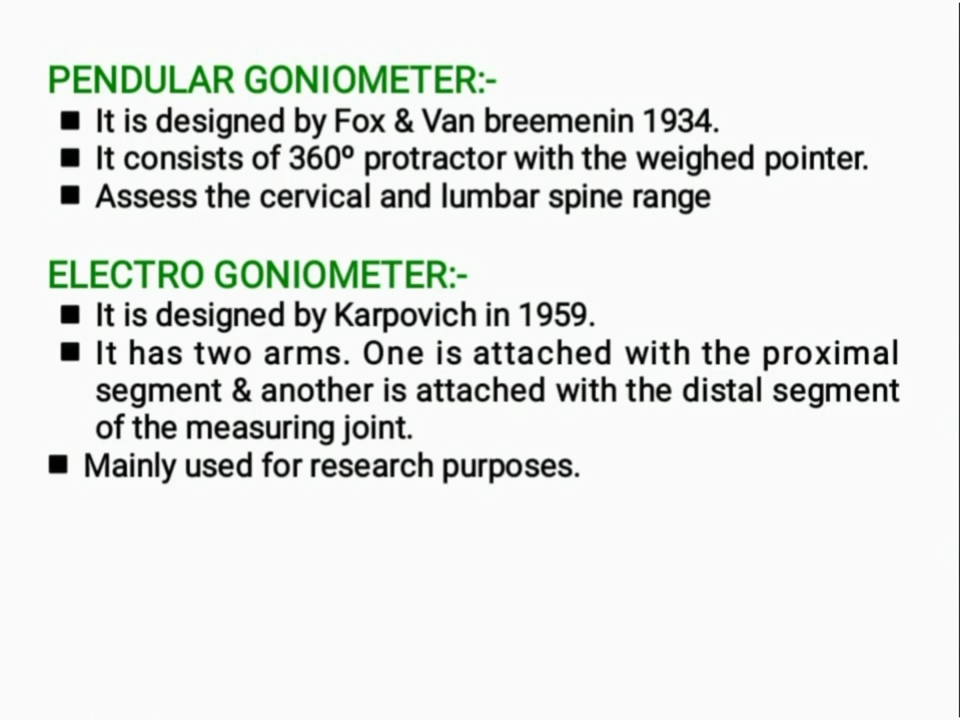 PENDULAR GONIOMETER:-
■ It is designed by Fox & Van breemenin 1934.
■ It consists of 360º protractor with the weighed pointer.
■ Assess the cervical and lumbar spine range
ELECTRO GONIOMETER:-
■ It is designed by Karpovich in 1959.
■ It has two arms. One is attached with the proximal
segment & another is attached with the distal segment
of the measuring joint.
■ Mainly used for research purposes.